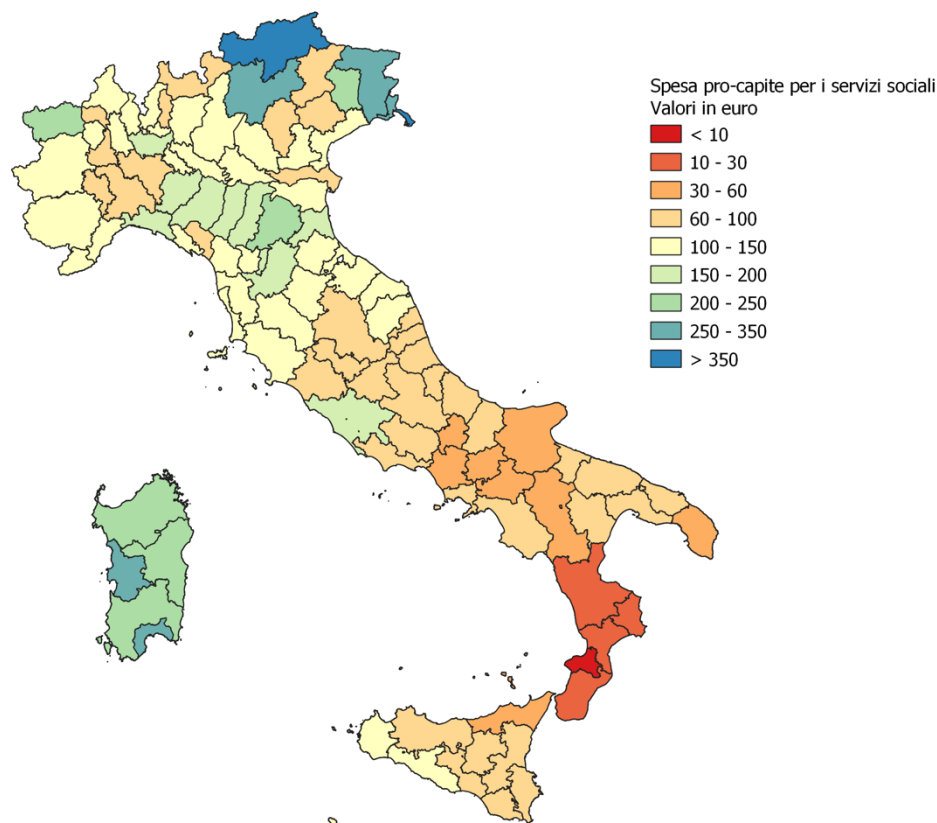 Spesa pro-capite per i servizi sociali
Valori in euro
< 10
10 - 30
30 - 60
60 - 100
100 - 150
150 - 200
200 - 250
250 - 350
> 350